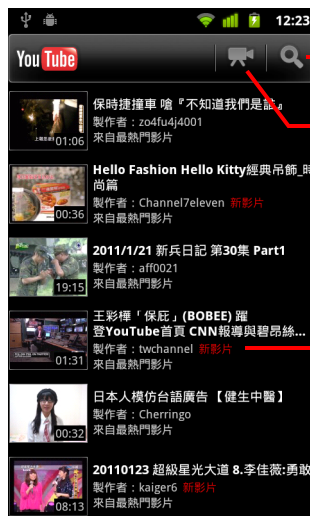 12:23
YouTube
保時捷撞車 嗆『不知道我們是誰』
製作者：zo4fu4j4001
來自最熱門影片
01:06
Hello Fashion Hello Kitty經典吊飾_時
尚篇
製作者：Channel7eleven 新影片
來自最熱門影片
00:36
2011/1/21 新兵日記 第30集 Part1
製作者：aff0021
來自最熱門影片
19:15
王彩樺「保庇」(BOBEE) 躍
登YouTube首頁 CNN報導與碧昂絲...
製作者：twchannel 新影片
來自最熱門影片
01:31
日本人模仿台語廣告 【健生中醫】
製作者：Cherringo
來自最熱門影片
00:32
20110123 超級星光大道 8.李佳薇:勇敢
製作者：kaiger6 新影片
來自最熱門影片
08:13